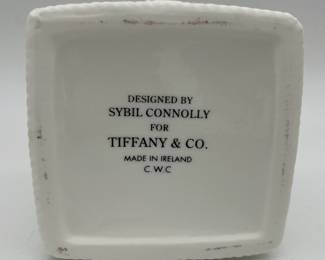 DESIGNED BY
SYBIL CONNOLLY
FOR
TIFFANY & CO.
MADE IN IRELAND
C.W.C